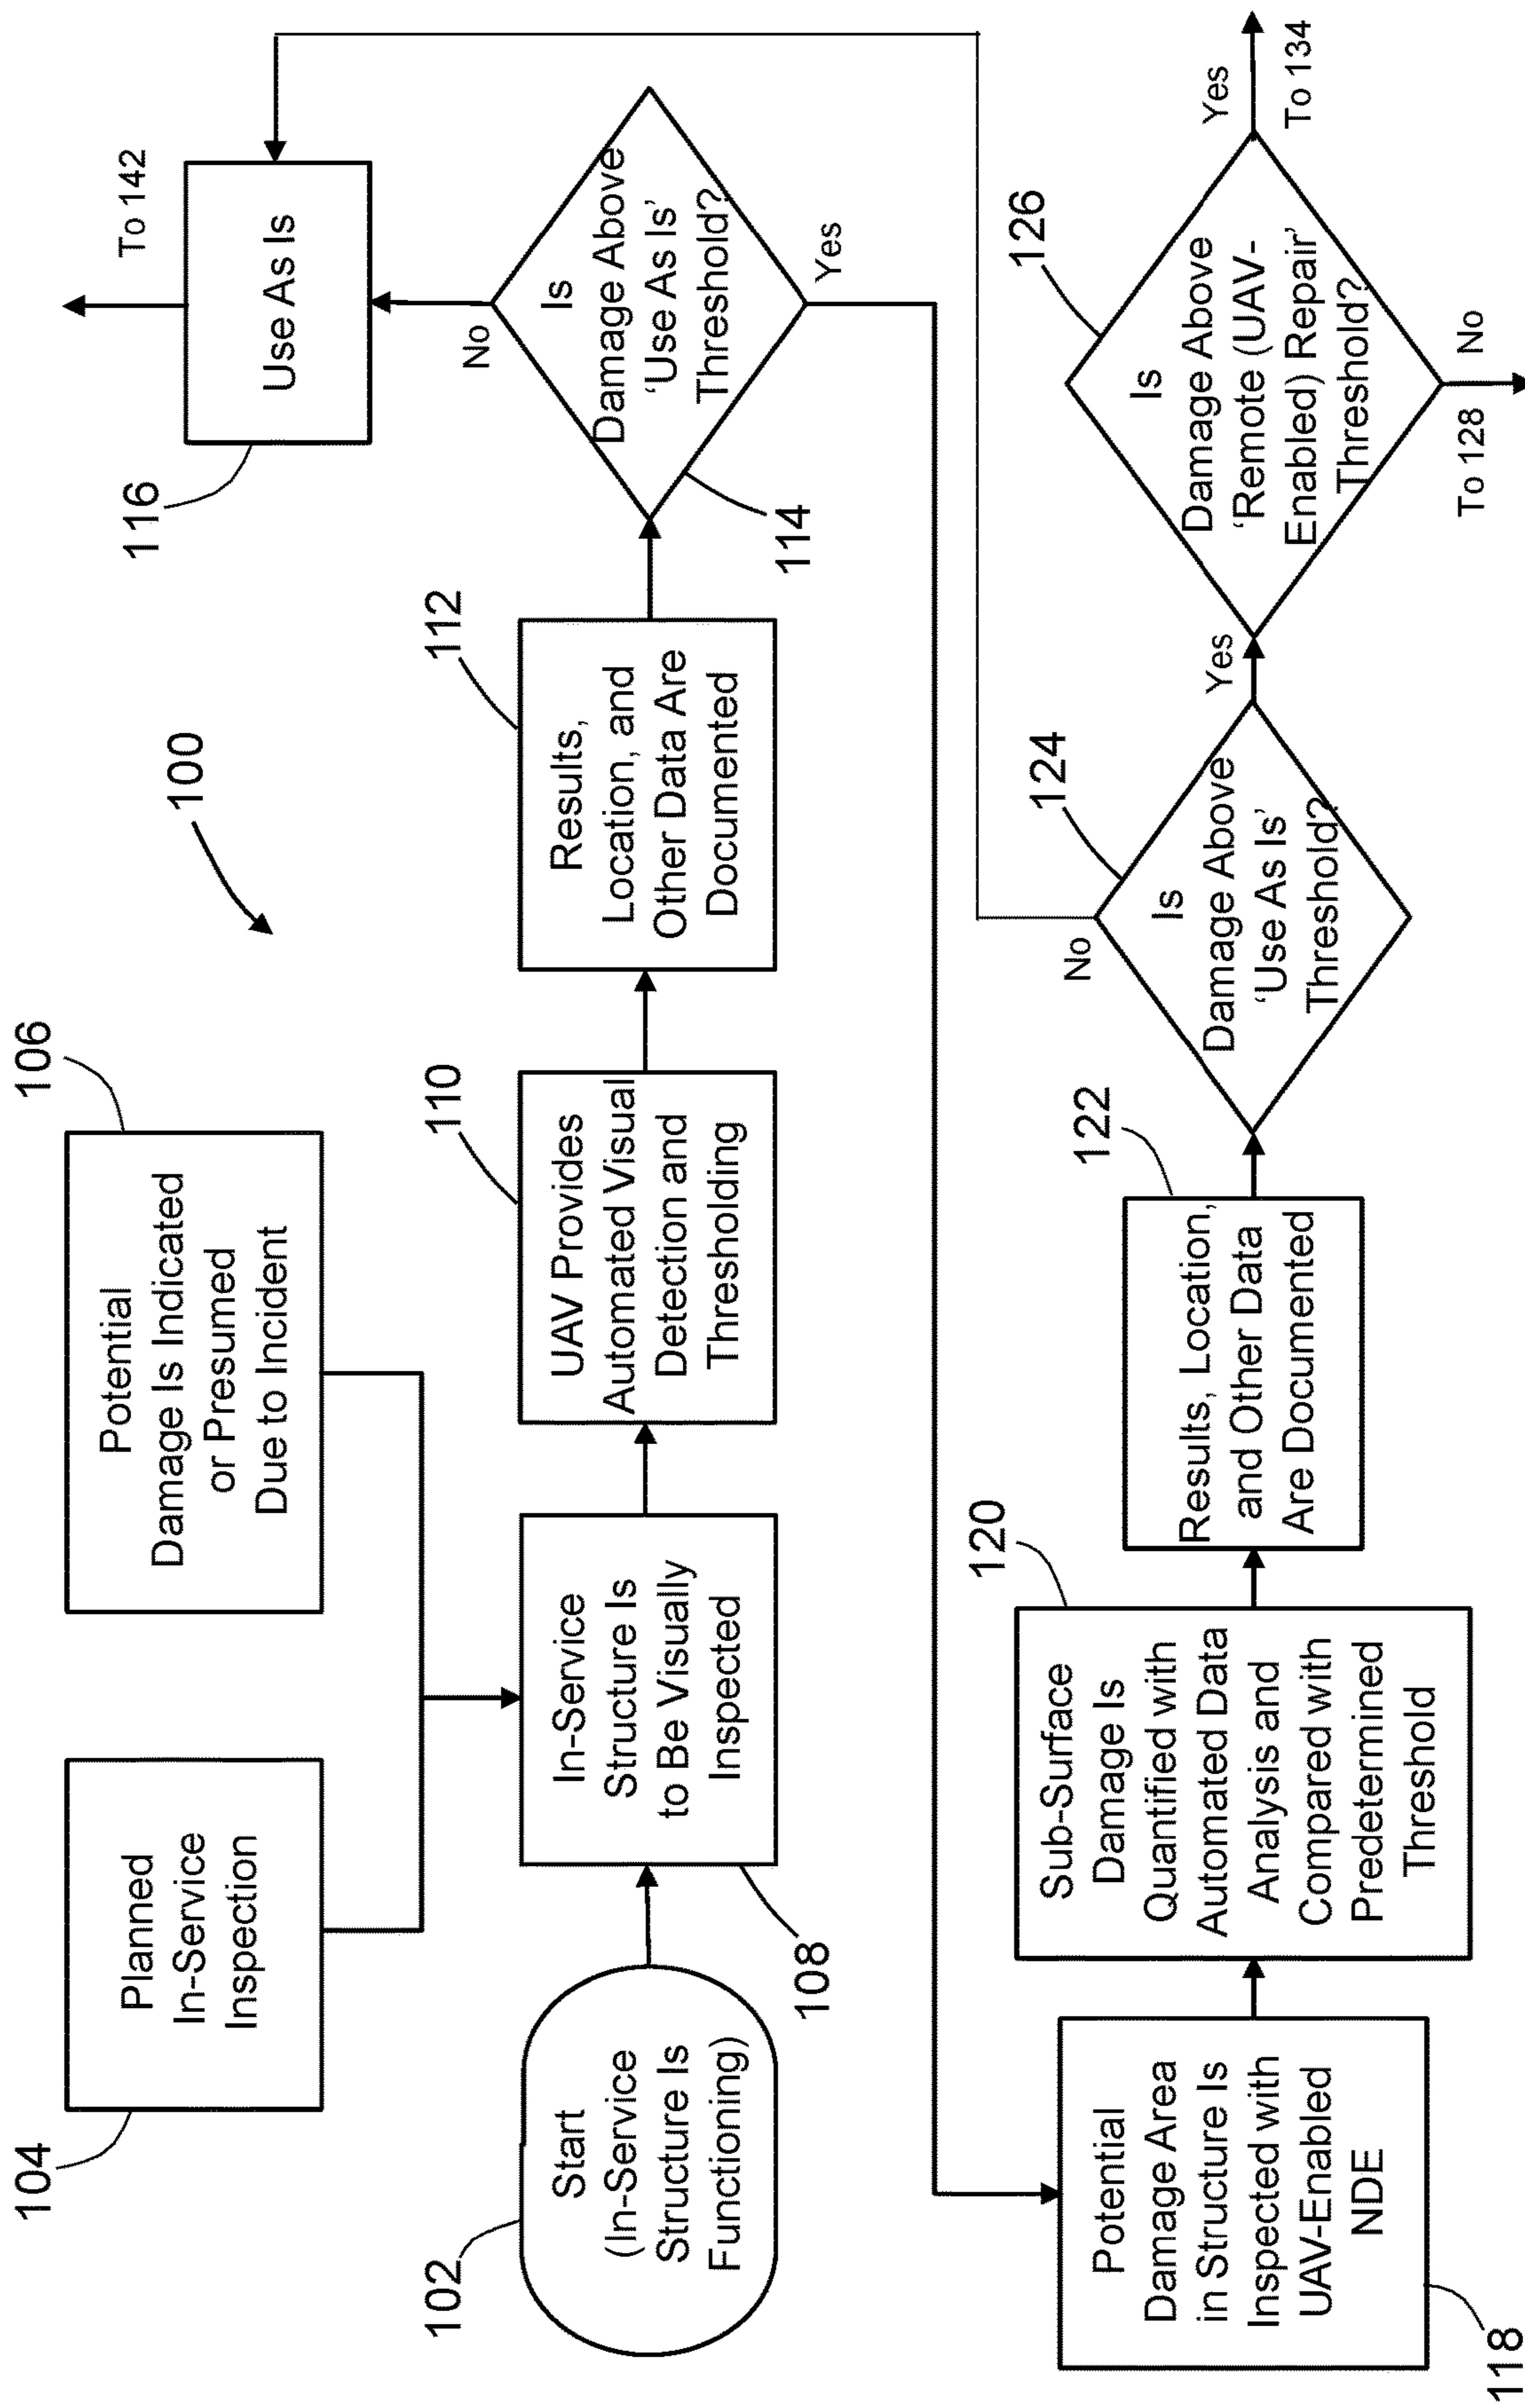 100
104
Planned
In-Service
Inspection
106
Potential
Damage Is Indicated
or Presumed
Due to Incident
102
Start
(In-Service
Structure Is
Functioning)
108
In-Service
Structure Is
to Be Visually
Inspected
110
UAV Provides
Automated Visual
Detection and
Thresholding
112
Results,
Location, and
Other Data Are
Documented
114
Is
Damage Above
‘Use As Is’
Threshold?
No
Yes
116
Use As Is
To 142
118
Potential
Damage Area
in Structure Is
Inspected with
UAV-Enabled
NDE
120
Sub-Surface
Damage Is
Quantified with
Automated Data
Analysis and
Compared with
Predetermined
Threshold
122
Results, Location,
and Other Data
Are Documented
124
Is
Damage Above
‘Use As Is’
Threshold?
No
Yes
126
Is
Damage Above
‘Remote (UAV-
Enabled) Repair’
Threshold?
Yes
To 134
No
To 128